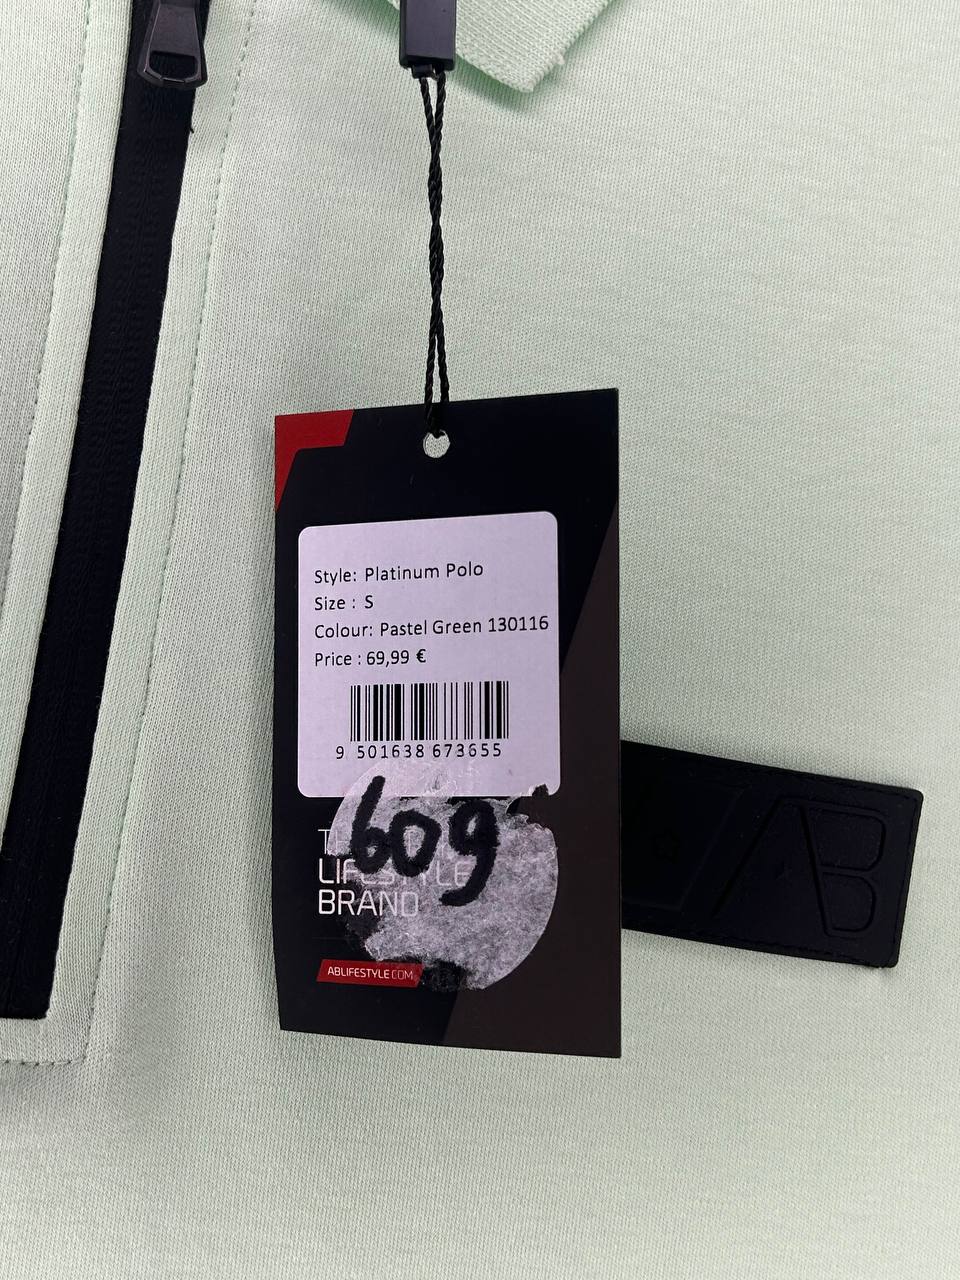 Style: Platinum Polo
Size : S
Colour: Pastel Green 130116
Price : 69,99 €
9 501638 673655
609
LIFESTYLE
BRAND
ABLIFESTYLE.COM
AB